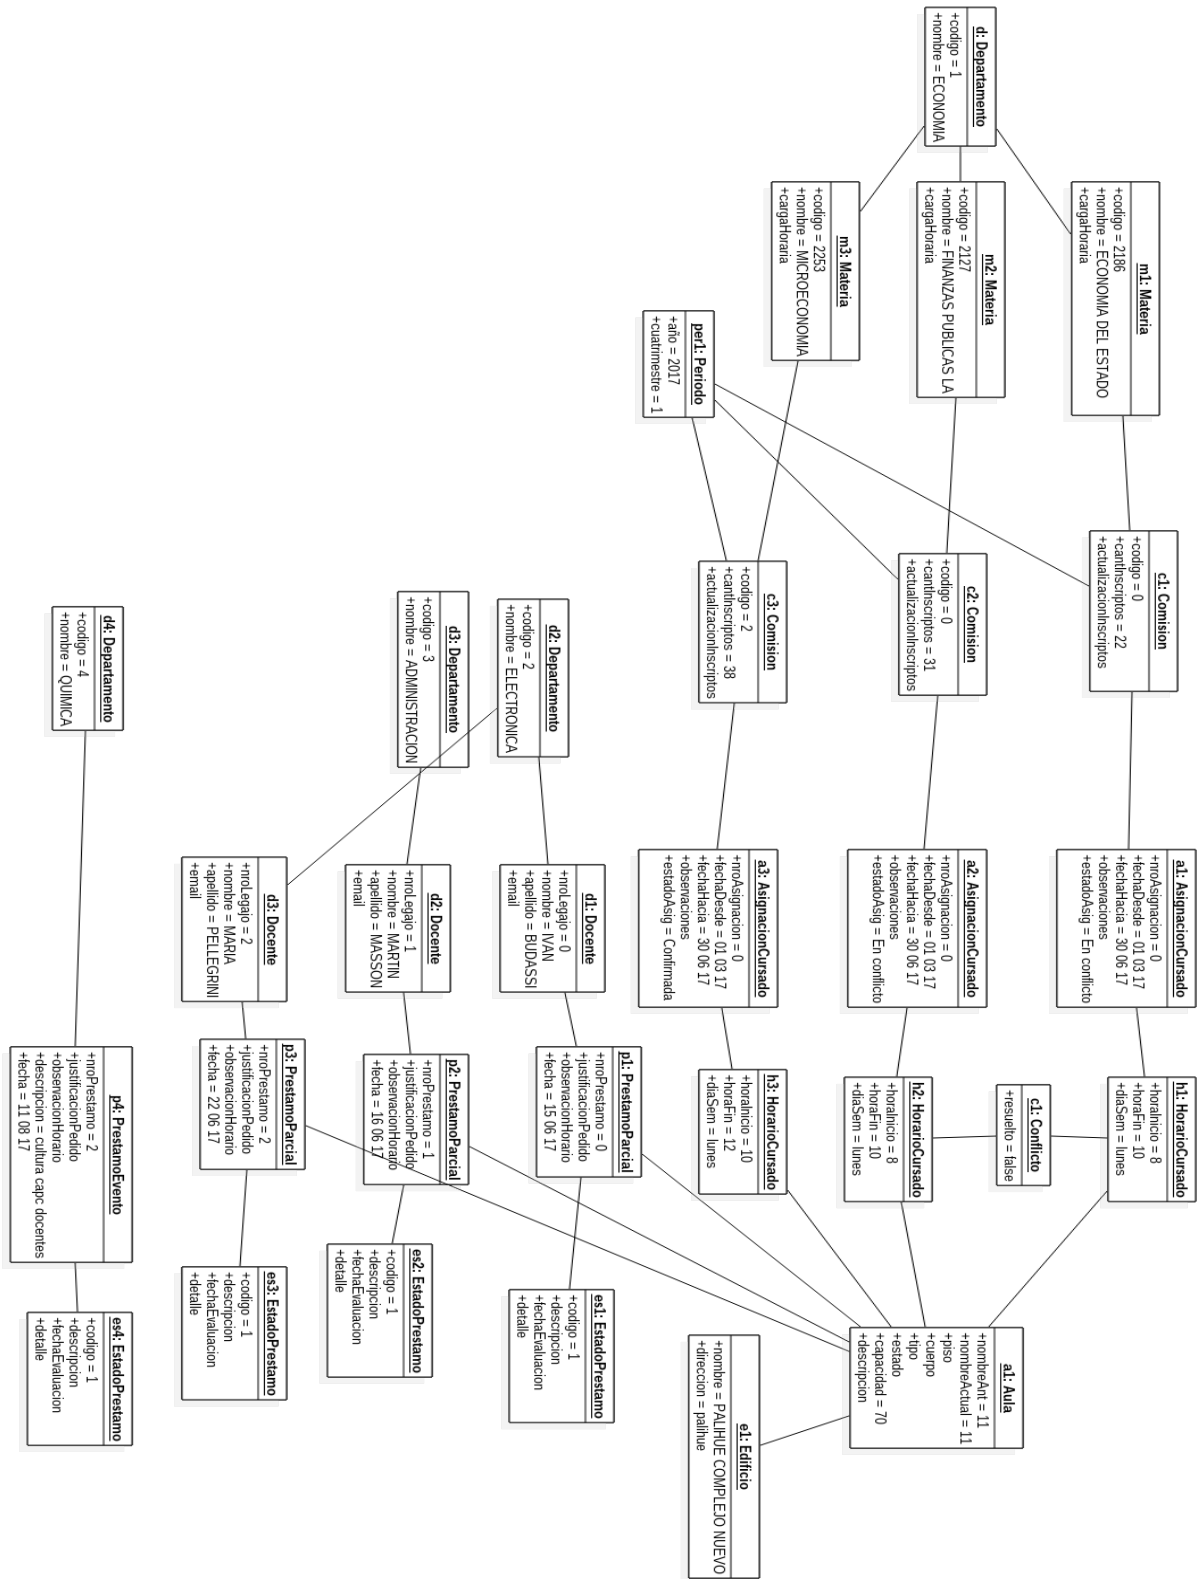 d: Departamento
+codigo = 1
+nombre = ECONOMIA
m1: Materia
+codigo = 2186
+nombre = ECONOMIA DEL ESTADO
+cargaHoraria
m2: Materia
+codigo = 2127
+nombre = FINANZAS PUBLICAS LA
+cargaHoraria
m3: Materia
+codigo = 2253
+nombre = MICROECONOMIA
+cargaHoraria
per1: Periodo
+año = 2017
+cuatrimestre = 1
c1: Comision
+codigo = 0
+cantInscriptos = 22
+actualizacionInscriptos
c2: Comision
+codigo = 0
+cantInscriptos = 31
+actualizacionInscriptos
c3: Comision
+codigo = 2
+cantInscriptos = 38
+actualizacionInscriptos
d2: Departamento
+codigo = 2
+nombre = ELECTRONICA
d3: Departamento
+codigo = 3
+nombre = ADMINISTRACION
d4: Departamento
+codigo = 4
+nombre = QUIMICA
a1: AsignacionCursado
+nroAsignacion = 0
+fechaDesde = 01 03 17
+fechaHacia = 30 06 17
+observaciones
+estadoAsig = En conflicto
a2: AsignacionCursado
+nroAsignacion = 0
+fechaDesde = 01 03 17
+fechaHacia = 30 06 17
+observaciones
+estadoAsig = En conflicto
a3: AsignacionCursado
+nroAsignacion = 0
+fechaDesde = 01 03 17
+fechaHacia = 30 06 17
+observaciones
+estadoAsig = Confirmada
d1: Docente
+nroLegajo = 0
+nombre = IVAN
+apellido = BUDASSI
+email
d2: Docente
+nroLegajo = 1
+nombre = MARTIN
+apellido = MASSON
+email
d3: Docente
+nroLegajo = 2
+nombre = MARIA
+apellido = PELLEGRINI
+email
h1: HorarioCursado
+horaInicio = 8
+horaFin = 10
+diaSem = lunes
c1: Conflicto
+resuelto = false
h2: HorarioCursado
+horaInicio = 8
+horaFin = 10
+diaSem = lunes
h3: HorarioCursado
+horaInicio = 10
+horaFin = 12
+diaSem = lunes
p1: PrestamoParcial
+nroPrestamo = 0
+justificacionPedido
+observacionHorario
+fecha = 15 06 17
p2: PrestamoParcial
+nroPrestamo = 1
+justificacionPedido
+observacionHorario
+fecha = 16 06 17
p3: PrestamoParcial
+nroPrestamo = 2
+justificacionPedido
+observacionHorario
+fecha = 22 06 17
p4: PrestamoEvento
+nroPrestamo = 2
+justificacionPedido
+observacionHorario
+descripcion = cultura capc docentes
+fecha = 11 08 17
a1: Aula
+nombreAnt = 11
+nombreActual = 11
+piso
+cuerpo
+tipo
+estado
+capacidad = 70
+descripcion
e1: Edificio
+nombre = PALIHUE COMPLEJO NUEVO
+direccion = palihue
es1: EstadoPrestamo
+codigo = 1
+descripcion
+fechaEvaluacion
+detalle
es2: EstadoPrestamo
+codigo = 1
+descripcion
+fechaEvaluacion
+detalle
es3: EstadoPrestamo
+codigo = 1
+descripcion
+fechaEvaluacion
+detalle
es4: EstadoPrestamo
+codigo = 1
+descripcion
+fechaEvaluacion
+detalle